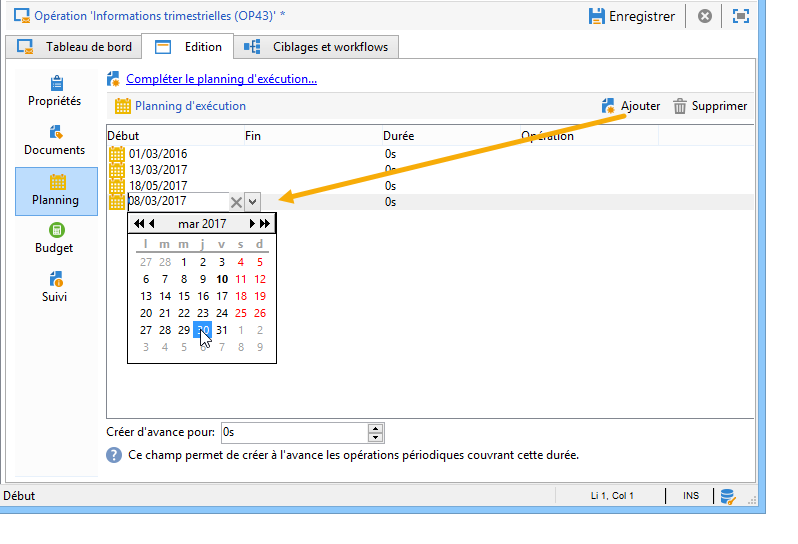 Opération 'Informations trimestrielles (OP43)' * Enregistrer
Tableau de bord Edition Ciblages et workflows
Propriétés
Documents
Planning
Budget
Suivi
Compléter le planning d'exécution...
Planning d'exécution Ajouter Supprimer
Début Fin Durée Opération
01/03/2016 0s
13/03/2017 0s
18/05/2017 0s
08/03/2017 0s
mar 2017
l m m j v s d
27 28 1 2 3 4 5
6 7 8 9 10 11 12
13 14 15 16 17 18 19
20 21 22 23 24 25 26
27 28 29 30 31 1 2
3 4 5 6 7 8 9
Créer d'avance pour: 0s
? Ce champ permet de créer à l'avance les opérations périodiques couvrant cette durée.
Début Li 1, Col 1 INS